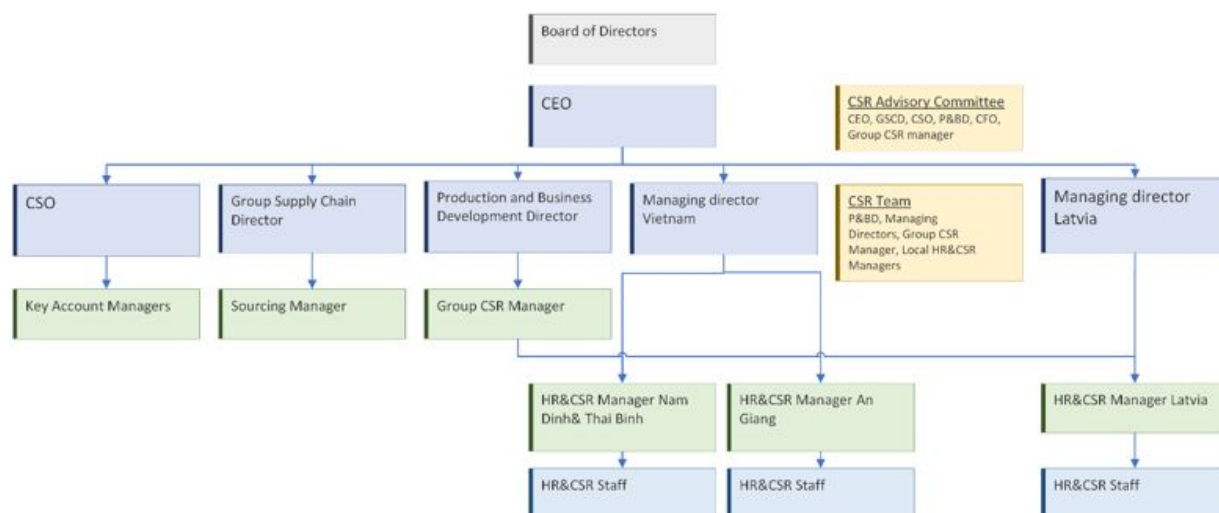 Board of Directors
CEO
CSR Advisory Committee
CEO, GSCD, CSO, P&BD, CFO,
Group CSR manager
CSO
Group Supply Chain
Director
Production and Business
Development Director
Managing director
Vietnam
CSR Team
P&BD, Managing
Directors, Group CSR
Manager, Local HR&CSR
Managers
Managing director
Latvia
Key Account Managers
Sourcing Manager
Group CSR Manager
HR&CSR Manager Nam
Dinh& Thai Binh
HR&CSR Manager An
Giang
HR&CSR Manager Latvia
HR&CSR Staff
HR&CSR Staff
HR&CSR Staff